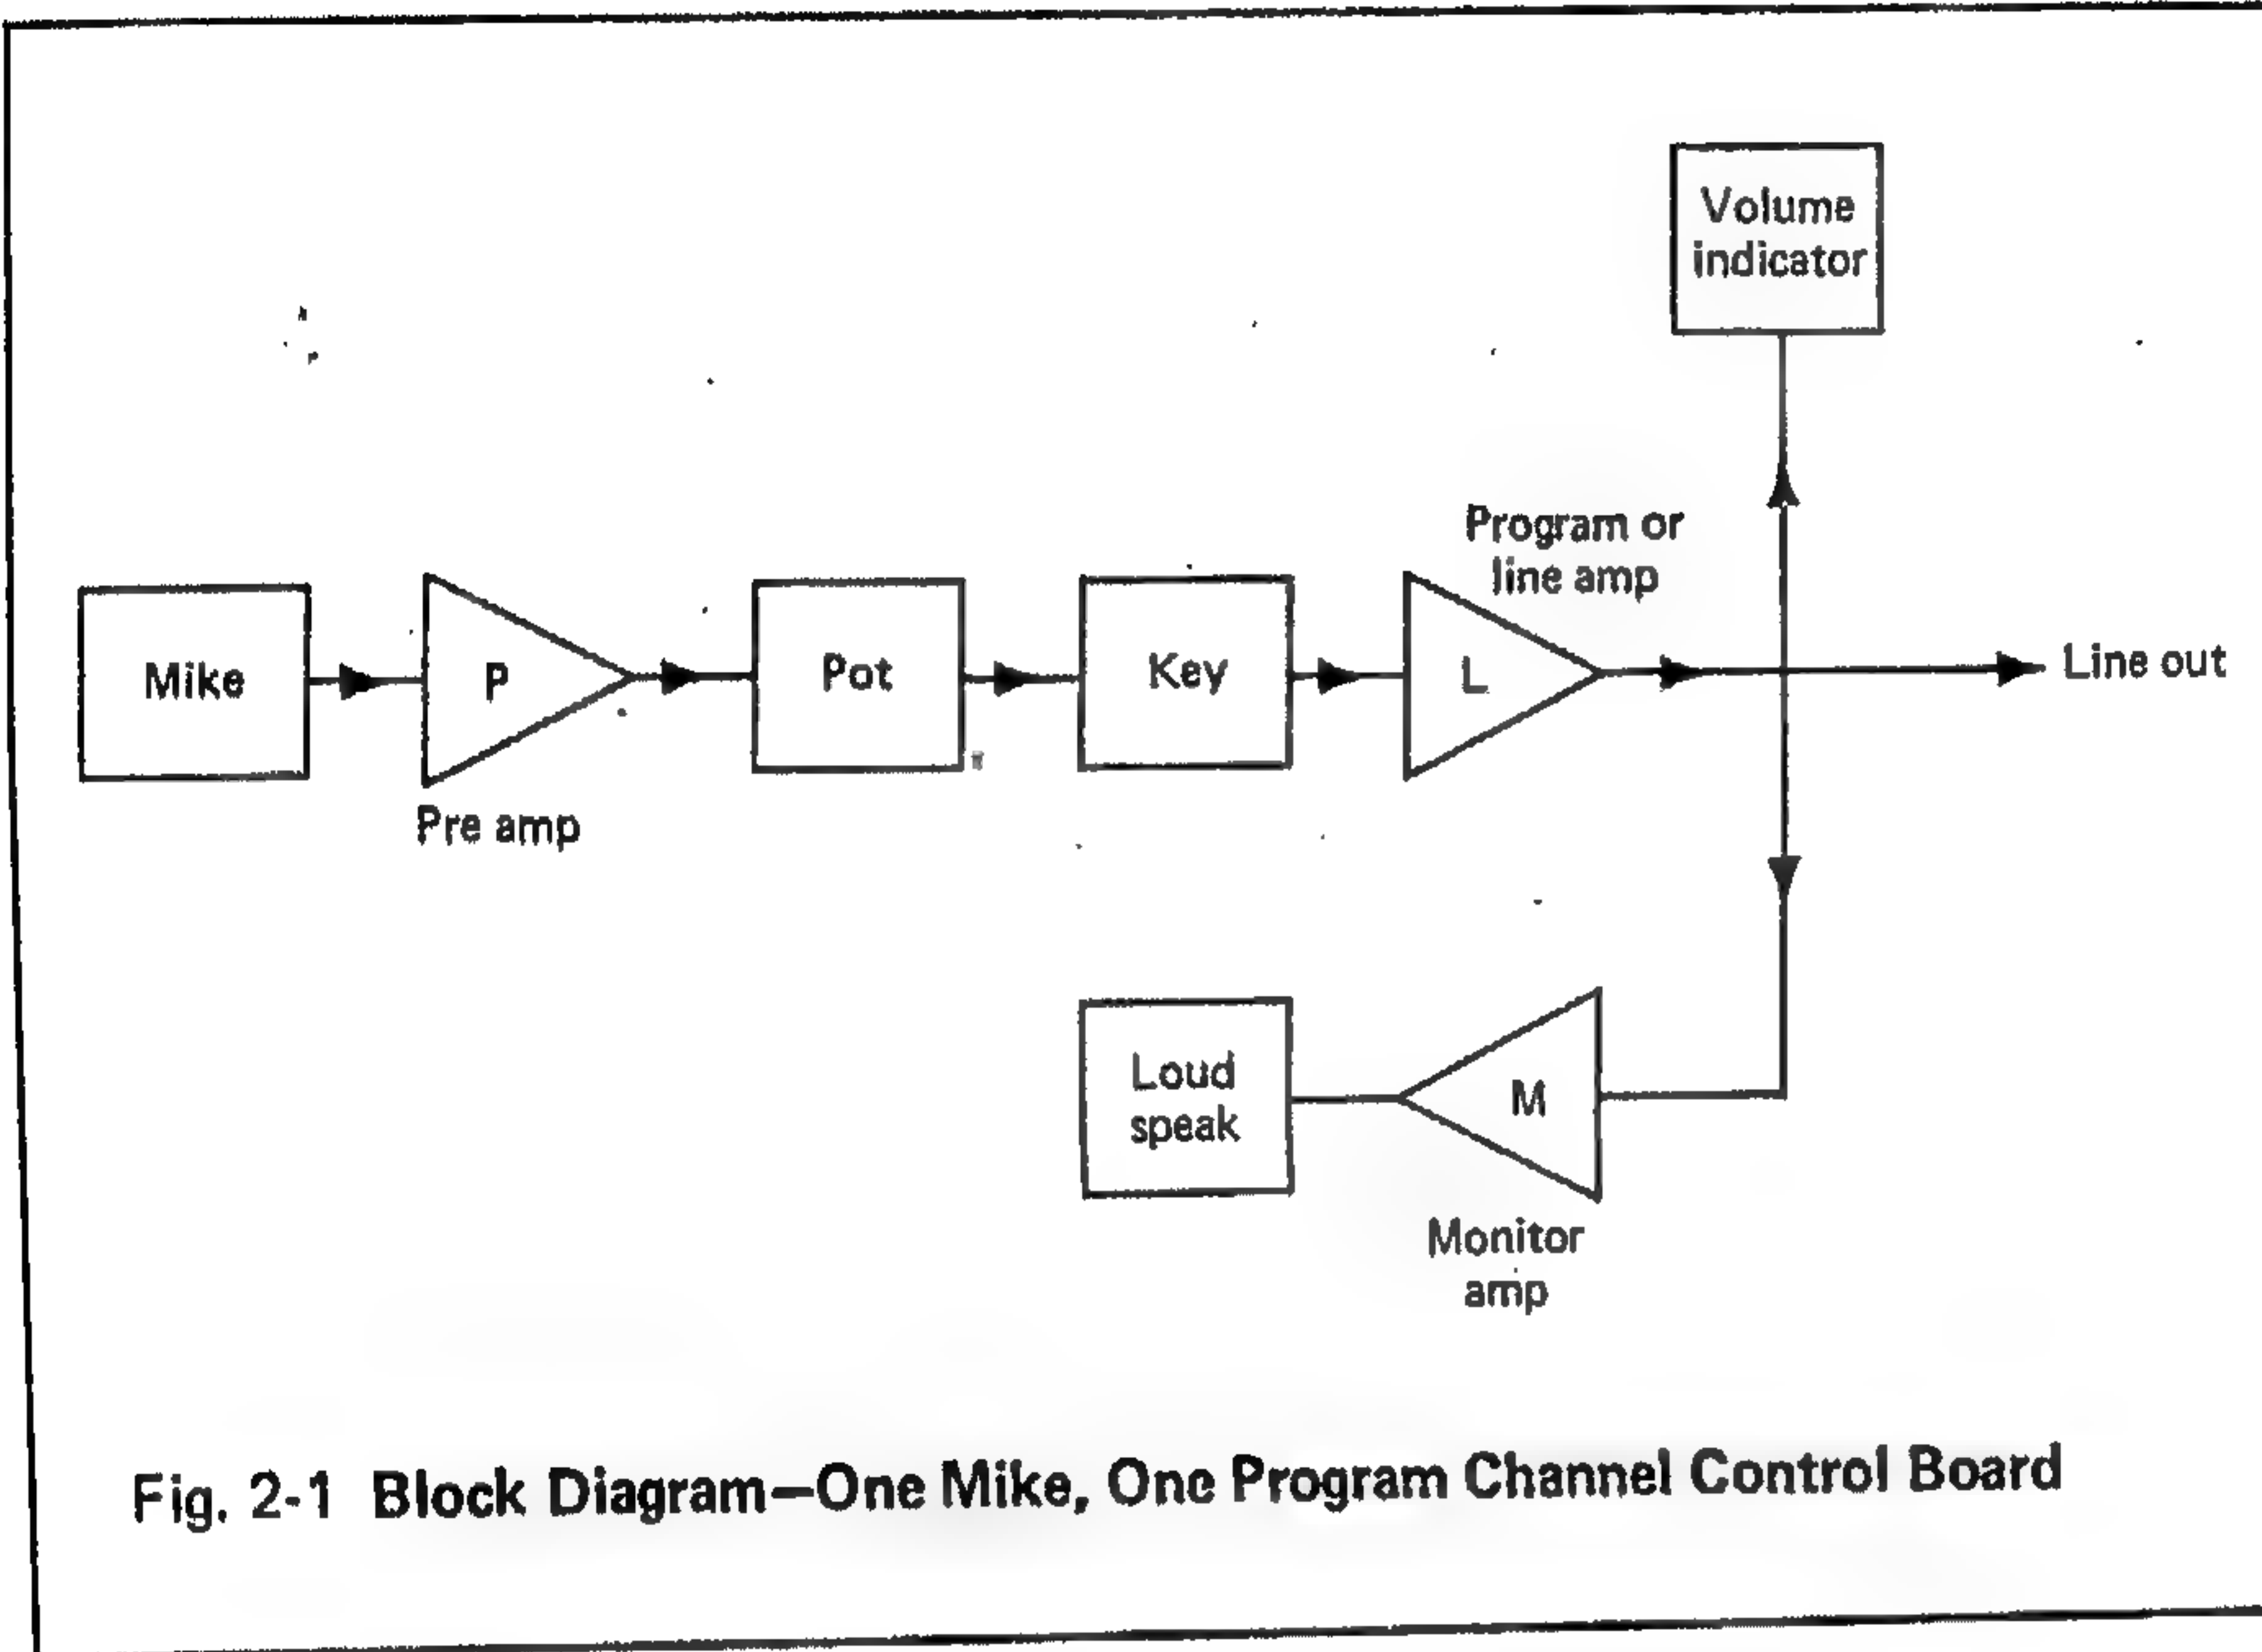 Volume
indicator
Program or
line amp
Mike
P
Pot
Key
L
Line out
Pre amp
Loud
speak
M
Monitor
amp
Fig. 2-1 Block Diagram—One Mike, One Program Channel Control Board